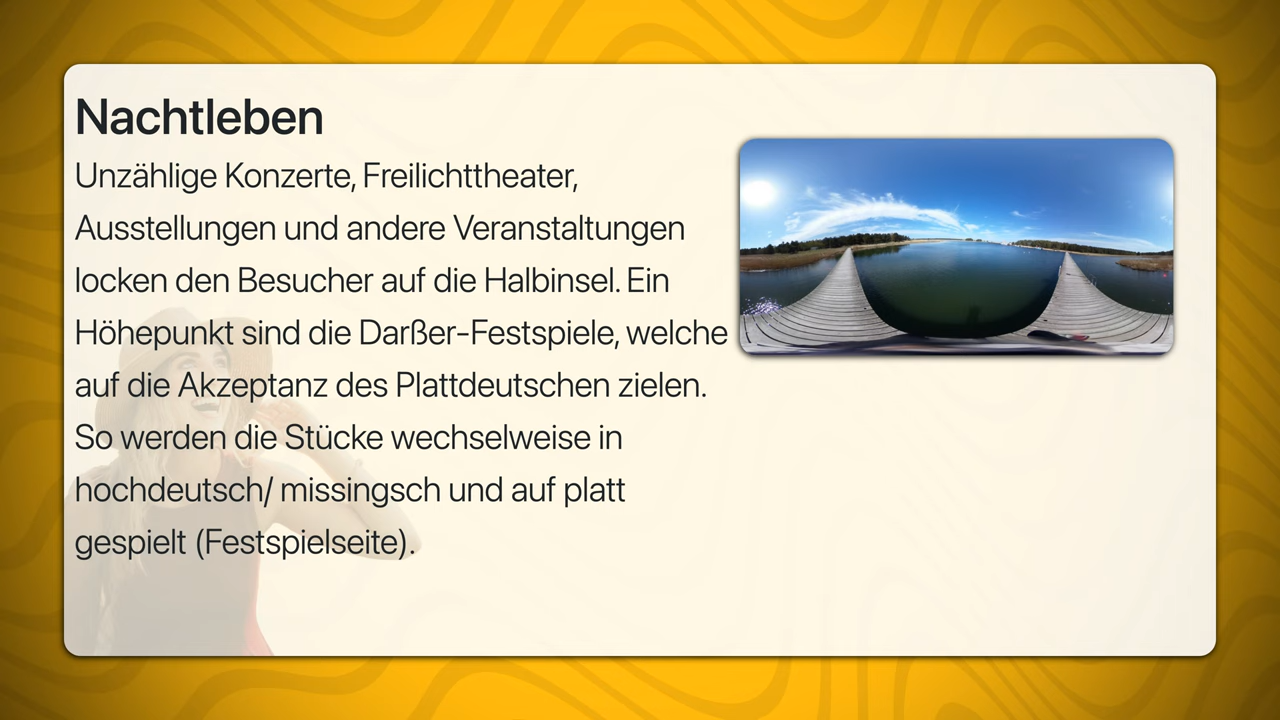 Nachtleben
Unzählige Konzerte, Freilichttheater,
Ausstellungen und andere Veranstaltungen
locken den Besucher auf die Halbinsel. Ein
Höhepunkt sind die Darßer-Festspiele, welche
auf die Akzeptanz des Plattdeutschen zielen.
So werden die Stücke wechselweise in
hochdeutsch/ missingsch und auf platt
gespielt (Festspielseite).